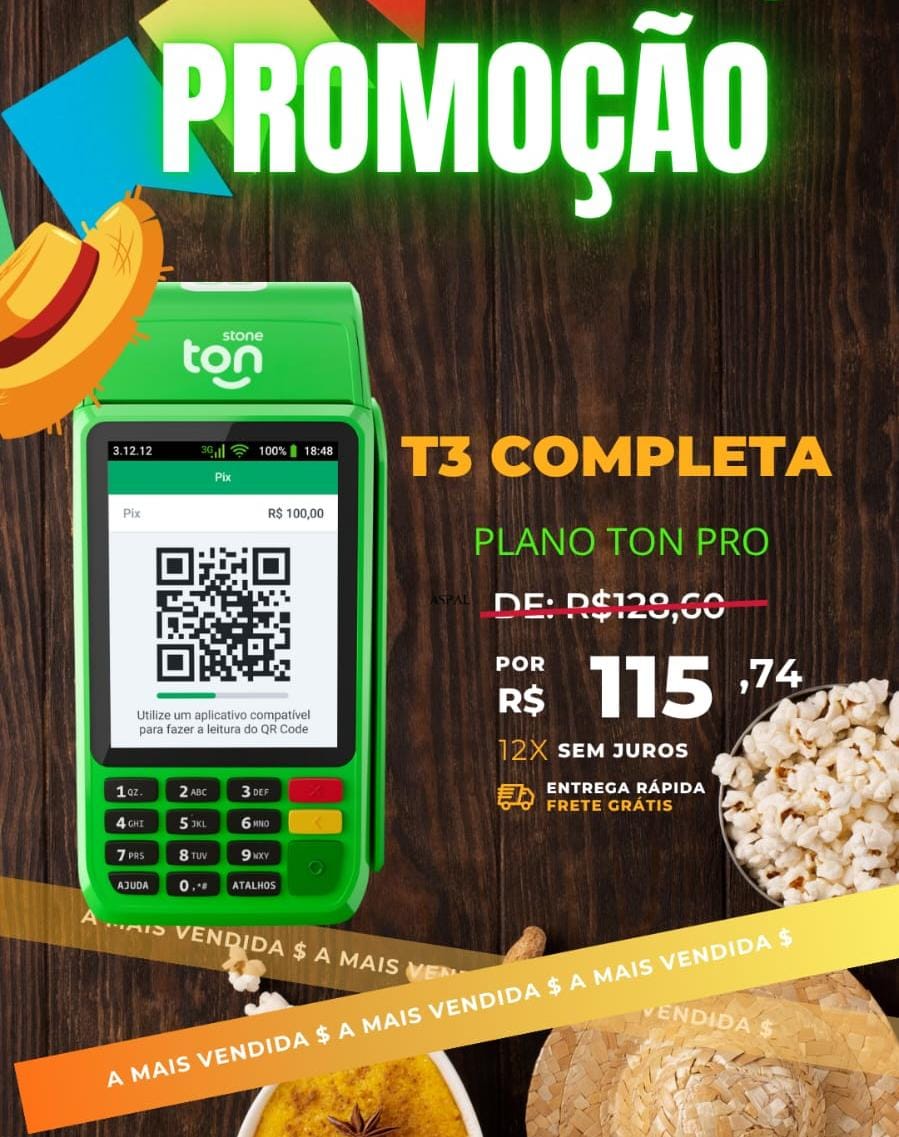 PROMOÇÃO
stone
ton
3.12.12 3G 100% 18:48
Pix
Pix R$ 100,00
Utilize um aplicativo compatível
para fazer a leitura do QR Code
T3 COMPLETA
PLANO TON PRO
ASPAL
DE: R$128,60
POR
R$ 115,74
12X SEM JUROS
ENTREGA RÁPIDA
FRETE GRÁTIS
1 QZ. 2 ABC 3 DEF
4 GHI 5 JKL 6 MNO
7 PRS 8 TUV 9 WXY
AJUDA 0 ,*# ATALHOS
A MAIS VENDIDA $ A MAIS VEN
VENDIDA $
A MAIS VENDIDA $ A MAIS VENDIDA $ A MAIS VENDIDA $